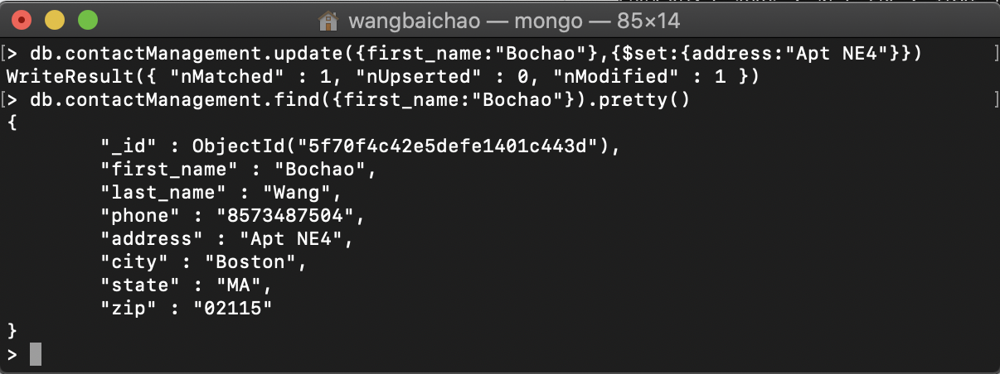 wangbaichao — mongo — 85×14
[> db.contactManagement.update({first_name:"Bochao"},{$set:{address:"Apt NE4"}}) ]
WriteResult({ "nMatched" : 1, "nUpserted" : 0, "nModified" : 1 })
[> db.contactManagement.find({first_name:"Bochao"}).pretty() ]
{
        "_id" : ObjectId("5f70f4c42e5defe1401c443d"),
        "first_name" : "Bochao",
        "last_name" : "Wang",
        "phone" : "8573487504",
        "address" : "Apt NE4",
        "city" : "Boston",
        "state" : "MA",
        "zip" : "02115"
}
>